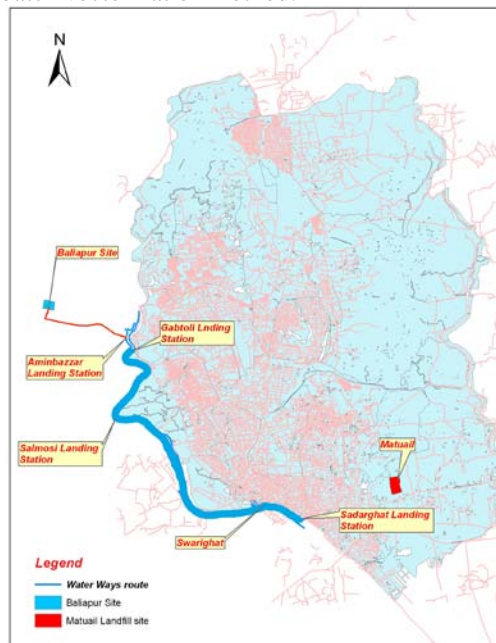 N
Baliapur Site
Gabtoli Lnding
Station
Aminbazzar
Landing Station
Salmosi Landing
Station
Matuail
Sadarghat Landing
Station
Swarighat
Legend
Water Ways route
Baliapur Site
Matuail Landfill site